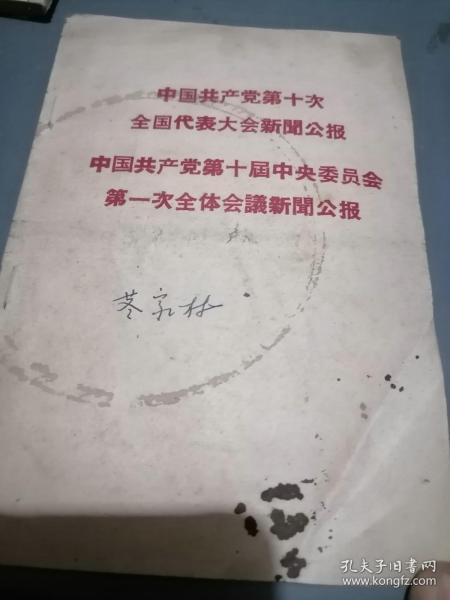 中国共产党第十次
全国代表大会新聞公报
中国共产党第十届中央委员会
第一次全体会議新聞公报
孔夫子旧书网
www.kongfz.com